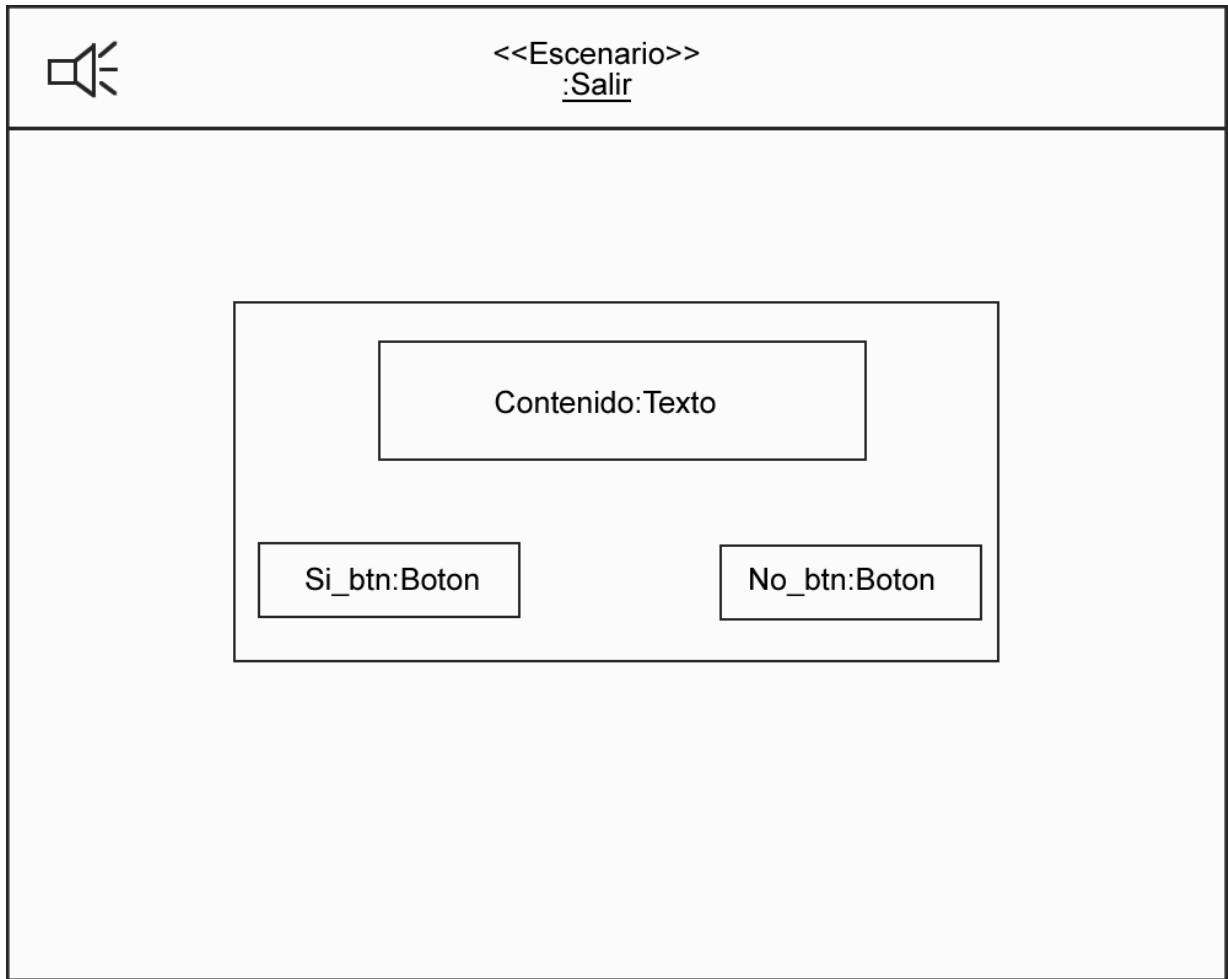 <<Escenario>>
:Salir
Contenido:Texto
Si_btn:Boton
No_btn:Boton